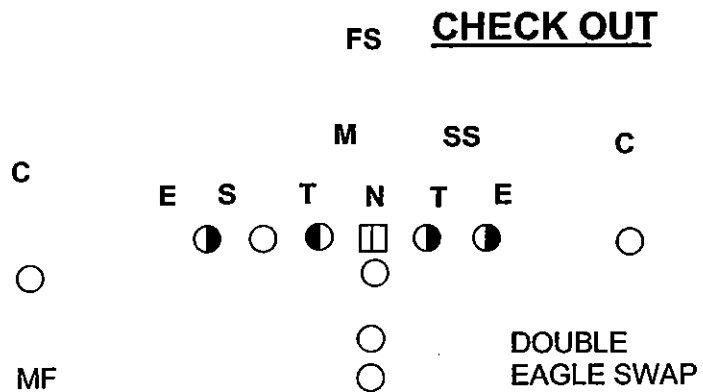 CHECK OUT
FS
M SS C
C
E S T N T E
DOUBLE
MF EAGLE SWAP